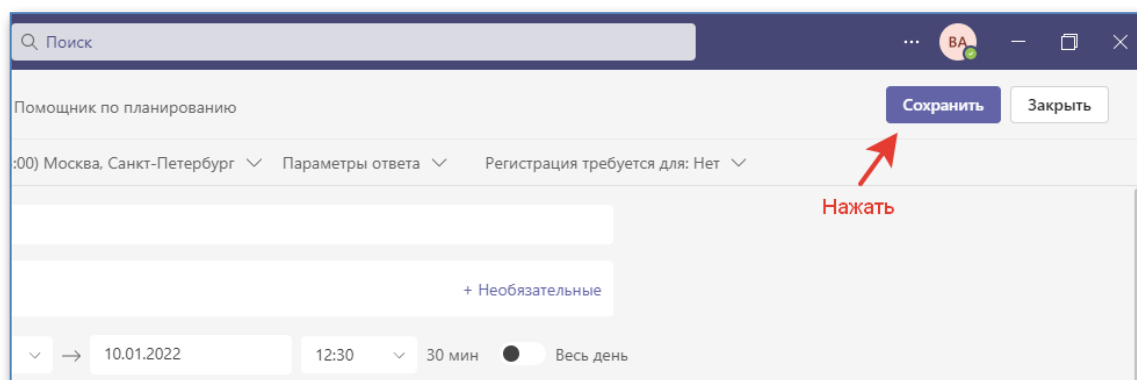 Поиск
... BA
Помощник по планированию
Сохранить Закрыть
:00) Москва, Санкт-Петербург Параметры ответа Регистрация требуется для: Нет
Нажать
+ Необязательные
→ 10.01.2022 12:30 30 мин Весь день